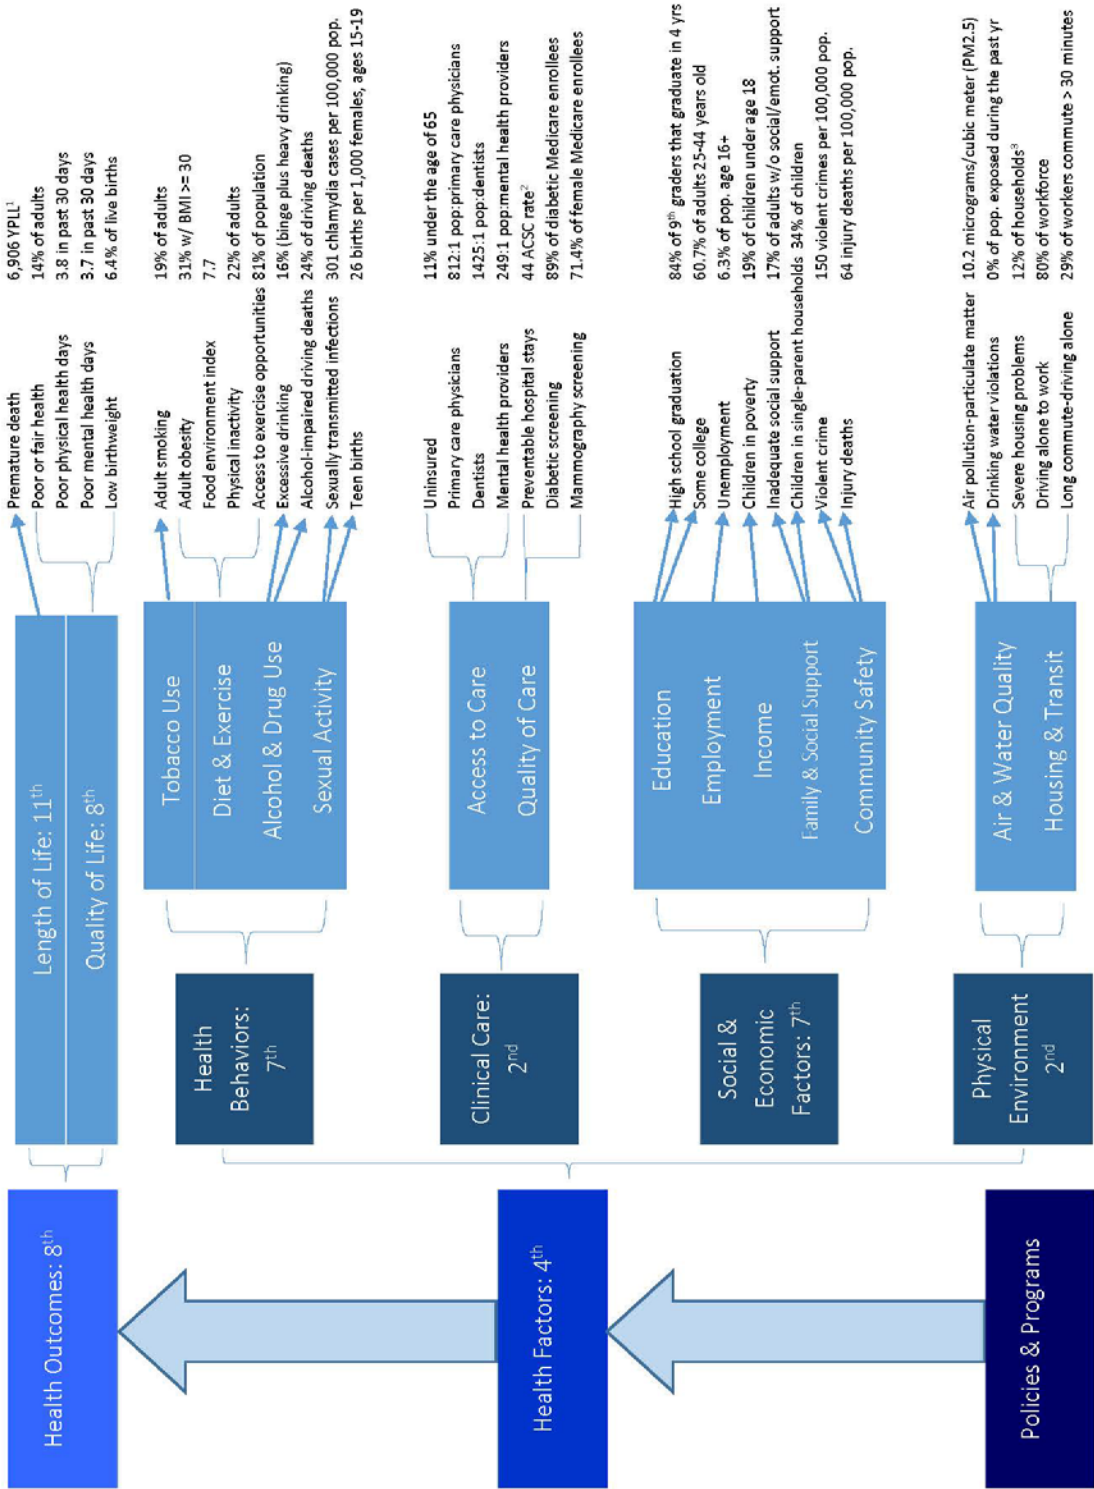 Health Outcomes: 8th
Length of Life: 11th
Quality of Life: 8th
Premature death 6,906 YPLL1
Poor or fair health 14% of adults
Poor physical health days 3.8 in past 30 days
Poor mental health days 3.7 in past 30 days
Low birthweight 6.4% of live births
Health Factors: 4th
Health
Behaviors:
7th
Tobacco Use
Diet & Exercise
Alcohol & Drug Use
Sexual Activity
Adult smoking 19% of adults
Adult obesity 31% w/ BMI >= 30
Food environment index 7.7
Physical inactivity 22% of adults
Access to exercise opportunities 81% of population
Excessive drinking 16% (binge plus heavy drinking)
Alcohol-impaired driving deaths 24% of driving deaths
Sexually transmitted infections 301 chlamydia cases per 100,000 pop.
Teen births 26 births per 1,000 females, ages 15-19
Clinical Care:
2nd
Access to Care
Quality of Care
Uninsured 11% under the age of 65
Primary care physicians 812:1 pop:primary care physicians
Dentists 1425:1 pop:dentists
Mental health providers 249:1 pop:mental health providers
Preventable hospital stays 44 ACSC rate2
Diabetic screening 89% of diabetic Medicare enrollees
Mammography screening 71.4% of female Medicare enrollees
Social &
Economic
Factors: 7th
Education
Employment
Income
Family & Social Support
Community Safety
High school graduation 84% of 9th graders that graduate in 4 yrs
Some college 60.7% of adults 25-44 years old
Unemployment 6.3% of pop. age 16+
Children in poverty 19% of children under age 18
Inadequate social support 17% of adults w/o social/emot. support
Children in single-parent households 34% of children
Violent crime 150 violent crimes per 100,000 pop.
Injury deaths 64 injury deaths per 100,000 pop.
Policies & Programs
Physical
Environment
2nd
Air & Water Quality
Housing & Transit
Air pollution-particulate matter 10.2 micrograms/cubic meter (PM2.5)
Drinking water violations 0% of pop. exposed during the past yr
Severe housing problems 12% of households3
Driving alone to work 80% of workforce
Long commute-driving alone 29% of workers commute > 30 minutes